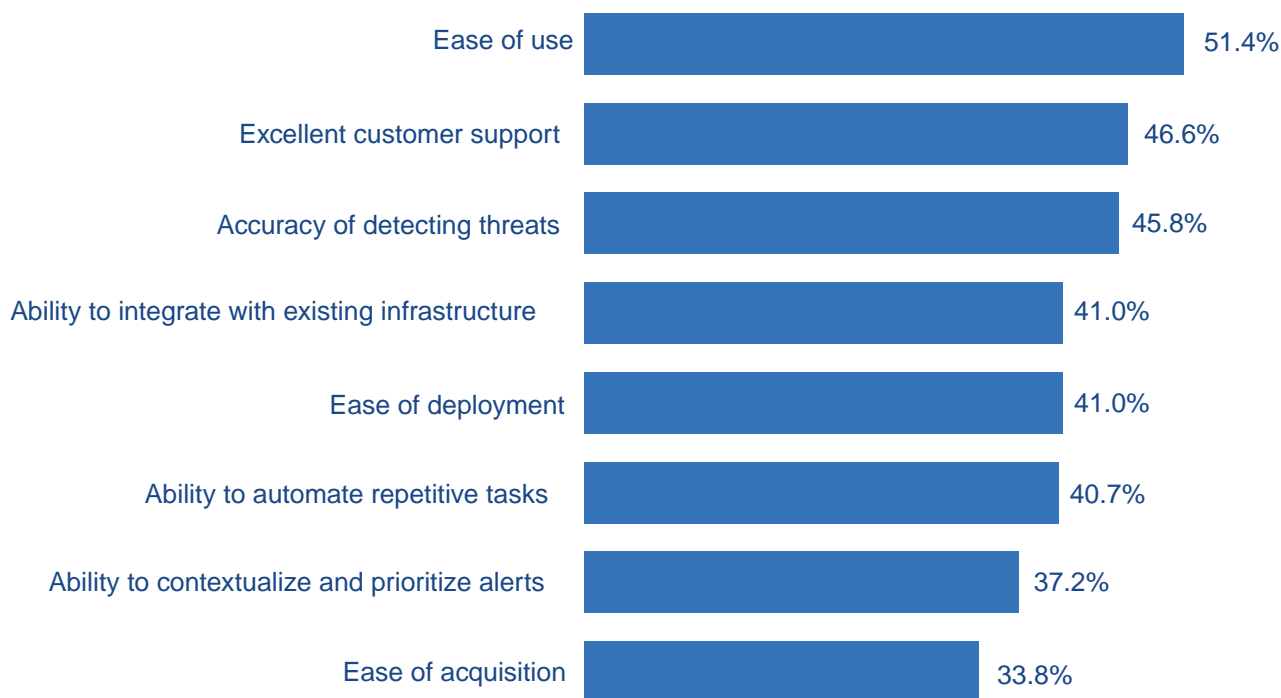 Ease of use 51.4%
Excellent customer support 46.6%
Accuracy of detecting threats 45.8%
Ability to integrate with existing infrastructure 41.0%
Ease of deployment 41.0%
Ability to automate repetitive tasks 40.7%
Ability to contextualize and prioritize alerts 37.2%
Ease of acquisition 33.8%